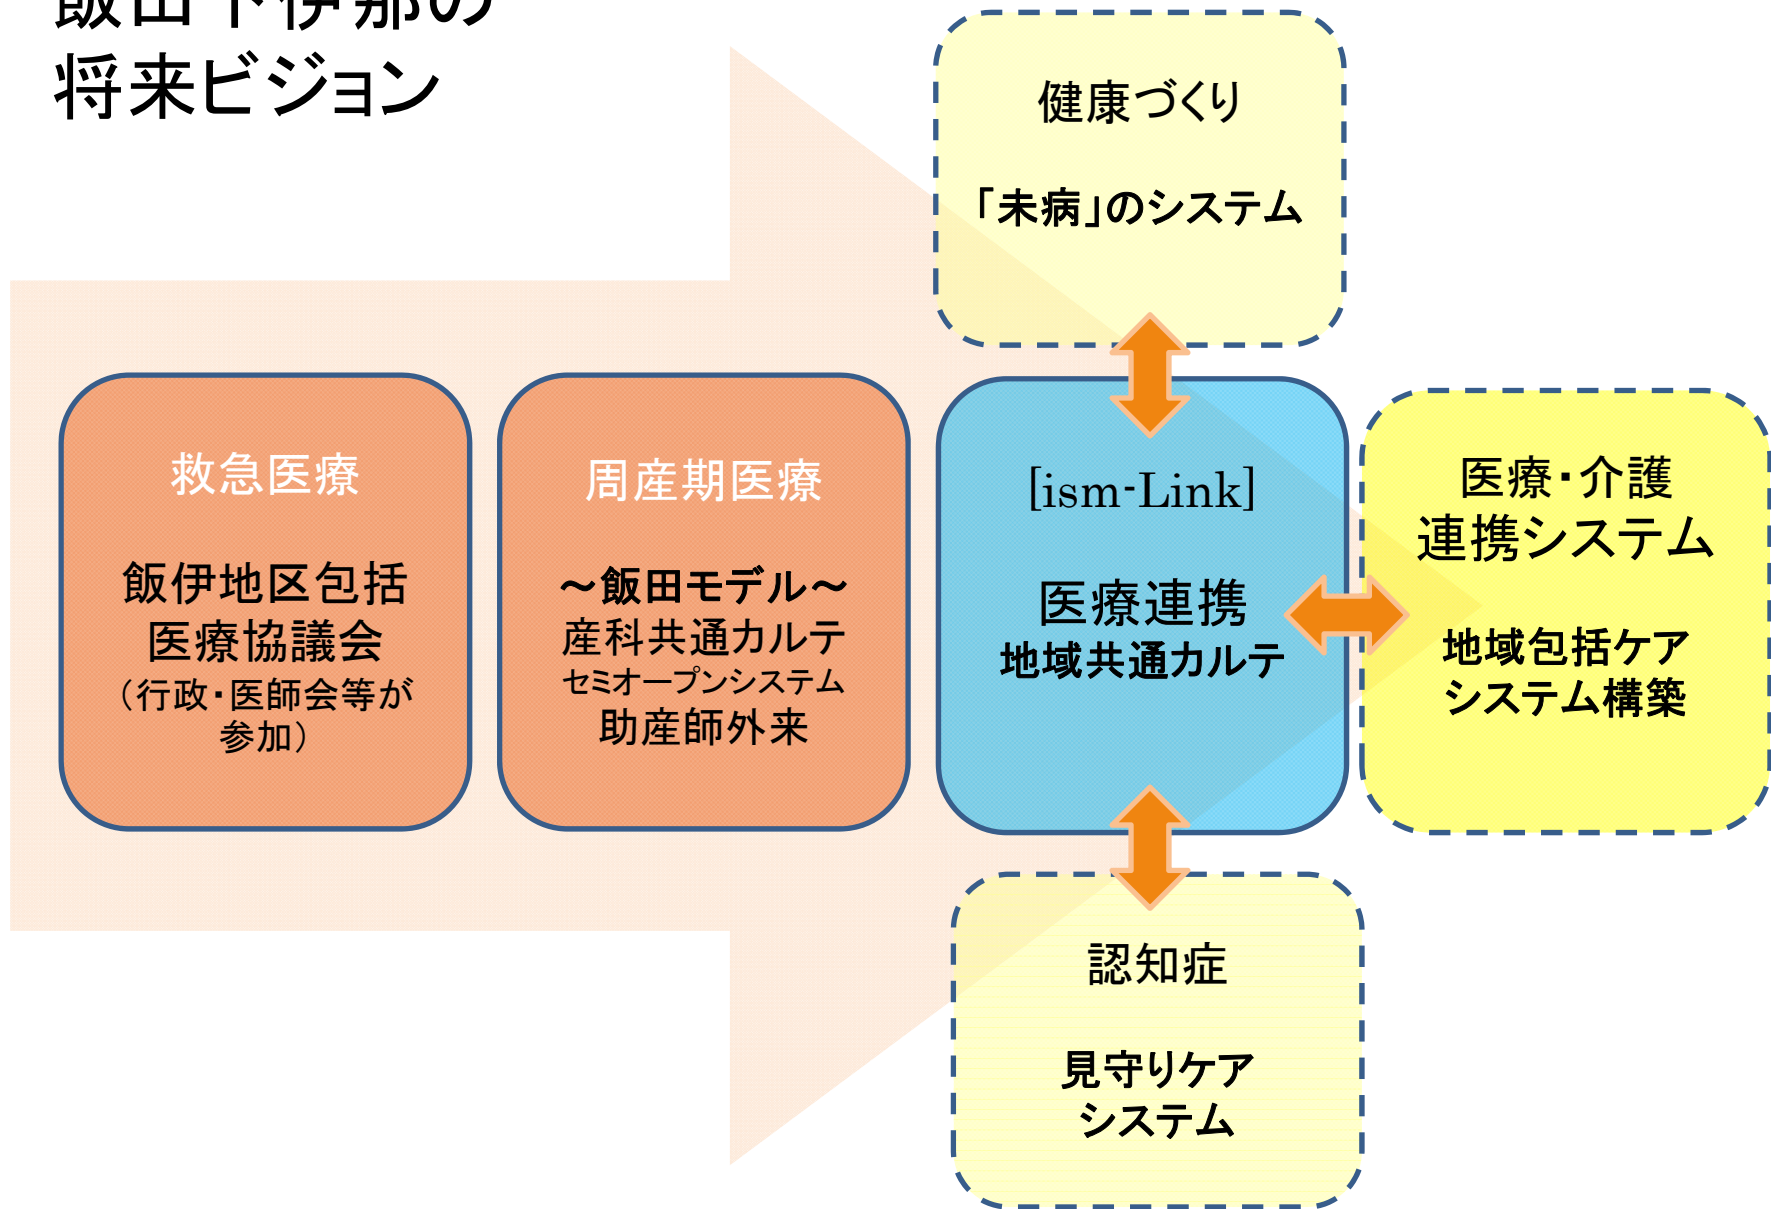 飯田下伊那の
将来ビジョン
健康づくり
「未病」のシステム
救急医療
飯伊地区包括
医療協議会
（行政・医師会等が
参加）
周産期医療
～飯田モデル～
産科共通カルテ
セミオープンシステム
助産師外来
[ism-Link]
医療連携
地域共通カルテ
医療・介護
連携システム
地域包括ケア
システム構築
認知症
見守りケア
システム